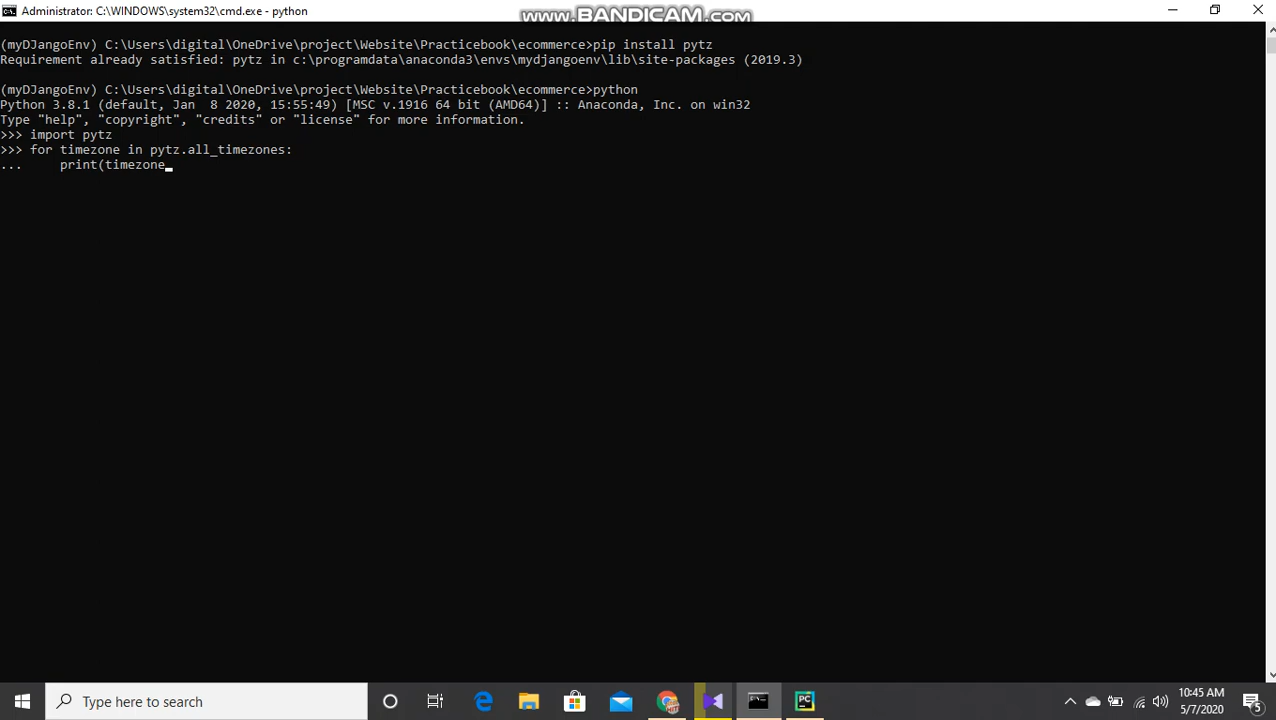 Administrator: C:\WINDOWS\system32\cmd.exe - python
www.BANDICAM.com
(myDJangoEnv) C:\Users\digital\OneDrive\project\Website\Practicebook\ecommerce>pip install pytz
Requirement already satisfied: pytz in c:\programdata\anaconda3\envs\mydjangoenv\lib\site-packages (2019.3)
(myDJangoEnv) C:\Users\digital\OneDrive\project\Website\Practicebook\ecommerce>python
Python 3.8.1 (default, Jan  8 2020, 15:55:49) [MSC v.1916 64 bit (AMD64)] :: Anaconda, Inc. on win32
Type "help", "copyright", "credits" or "license" for more information.
>>> import pytz
>>> for timezone in pytz.all_timezones:
...     print(timezone
Type here to search
10:45 AM
5/7/2020
5
PC